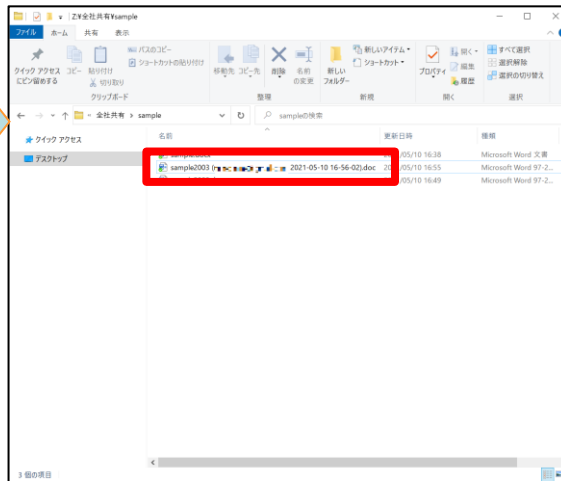 Z:¥全社共有¥sample
ファイル ホーム 共有 表示
クイック アクセス
にピン留めする
コピー
貼り付け
パスのコピー
ショートカットの貼り付け
切り取り
クリップボード
移動先 コピー先 削除 名前
の変更
整理
新しい
フォルダー
新しいアイテム
ショートカット
新規
プロパティ
開く
編集
履歴
開く
すべて選択
選択解除
選択の切り替え
選択
全社共有 › sample
sampleの検索
クイック アクセス
デスクトップ
名前 更新日時 種類
/05/10 16:38 Microsoft Word 文書
sample2003 ( 2021-05-10 16-56-02).doc 20 /05/10 16:55 Microsoft Word 97-2...
/05/10 16:49 Microsoft Word 97-2...
3 個の項目